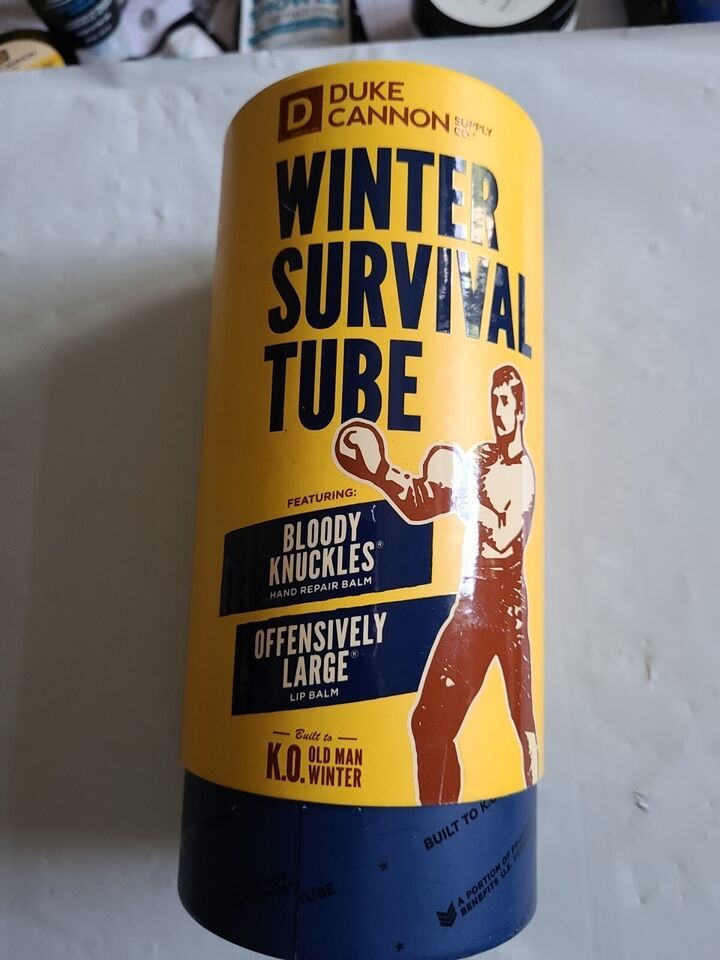 D
DUKE
CANNON
SUPPLY
CO.
WINTER
SURVIVAL
TUBE
FEATURING:
BLOODY
KNUCKLES®
HAND REPAIR BALM
OFFENSIVELY
LARGE®
LIP BALM
Built to
K.O. OLD MAN
WINTER
BUILT TO K.O.
TUBE
A PORTION OF
BENEFITS U.S.